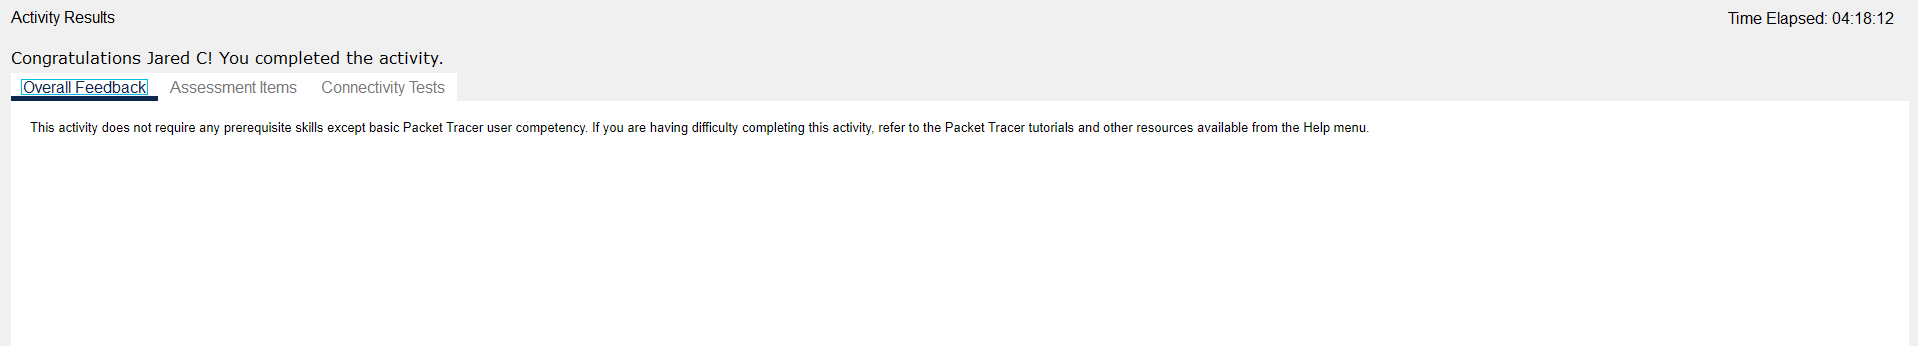 Activity Results
Time Elapsed: 04:18:12
Congratulations Jared C! You completed the activity.
Overall Feedback Assessment Items Connectivity Tests
This activity does not require any prerequisite skills except basic Packet Tracer user competency. If you are having difficulty completing this activity, refer to the Packet Tracer tutorials and other resources available from the Help menu.